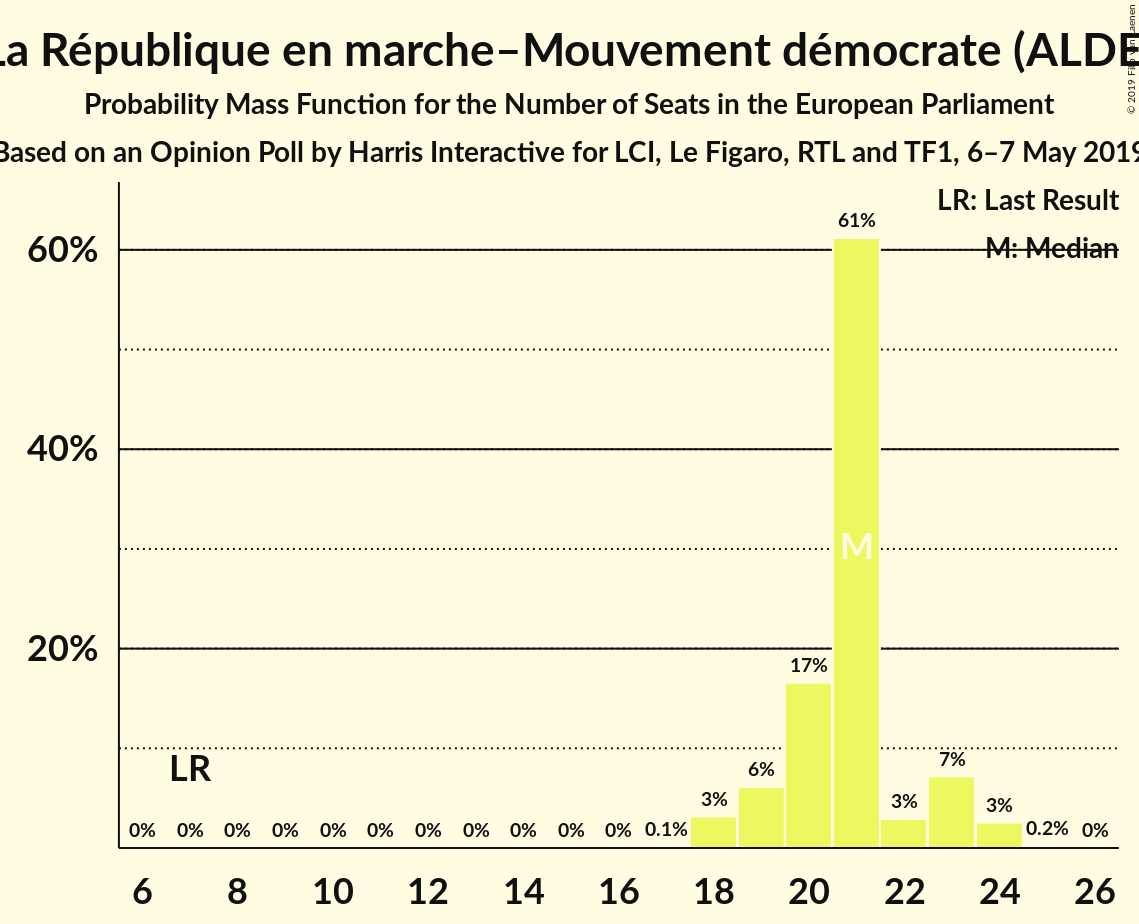 La République en marche–Mouvement démocrate (ALDE
Probability Mass Function for the Number of Seats in the European Parliament
Based on an Opinion Poll by Harris Interactive for LCI, Le Figaro, RTL and TF1, 6–7 May 2019
© 2019
LR: Last Result
M: Median
60%
40%
20%
61%
M
17%
LR
7%
6%
3%
3%
3%
0% 0% 0% 0% 0% 0% 0% 0% 0% 0% 0% 0.1% 0.2% 0%
6 8 10 12 14 16 18 20 22 24 26